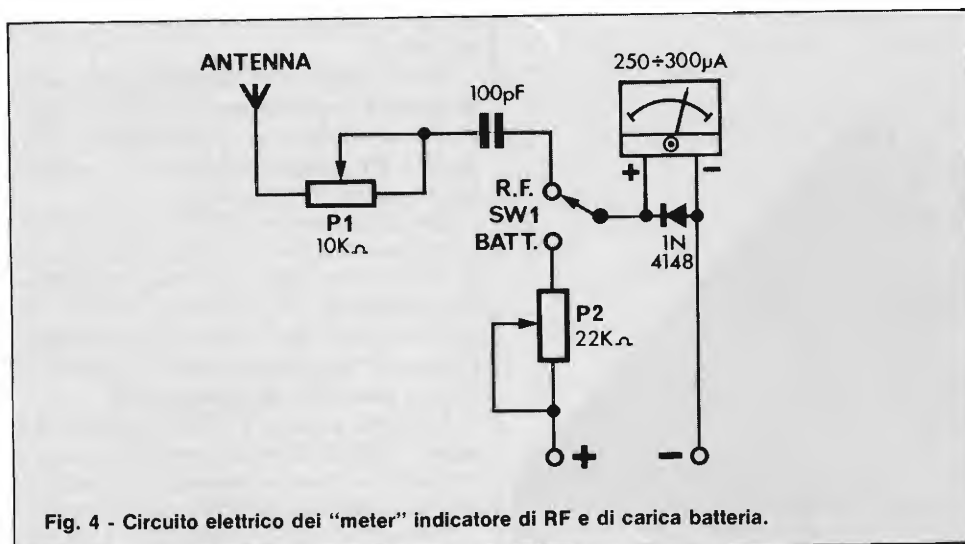 ANTENNA
250÷300µA
100pF
+ −
R.F.
SW1
BATT.
P1
10KΩ
1N
4148
P2
22KΩ
+ −
Fig. 4 - Circuito elettrico dei “meter” indicatore di RF e di carica batteria.